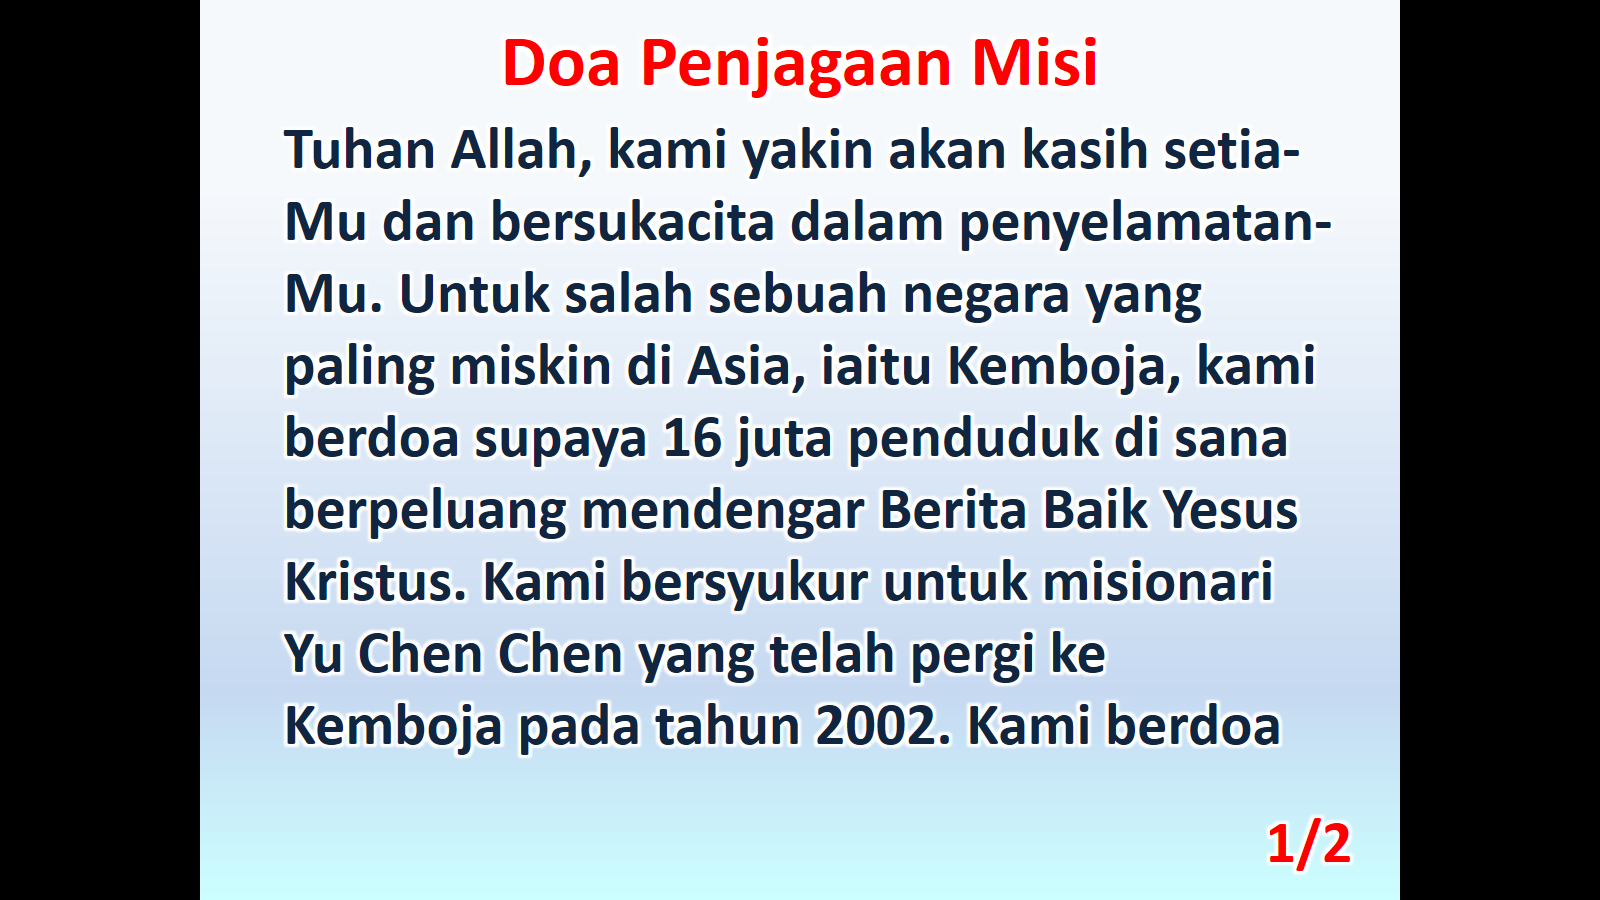 Doa Penjagaan Misi
Tuhan Allah, kami yakin akan kasih setia-
Mu dan bersukacita dalam penyelamatan-
Mu. Untuk salah sebuah negara yang
paling miskin di Asia, iaitu Kemboja, kami
berdoa supaya 16 juta penduduk di sana
berpeluang mendengar Berita Baik Yesus
Kristus. Kami bersyukur untuk misionari
Yu Chen Chen yang telah pergi ke
Kemboja pada tahun 2002. Kami berdoa
1/2